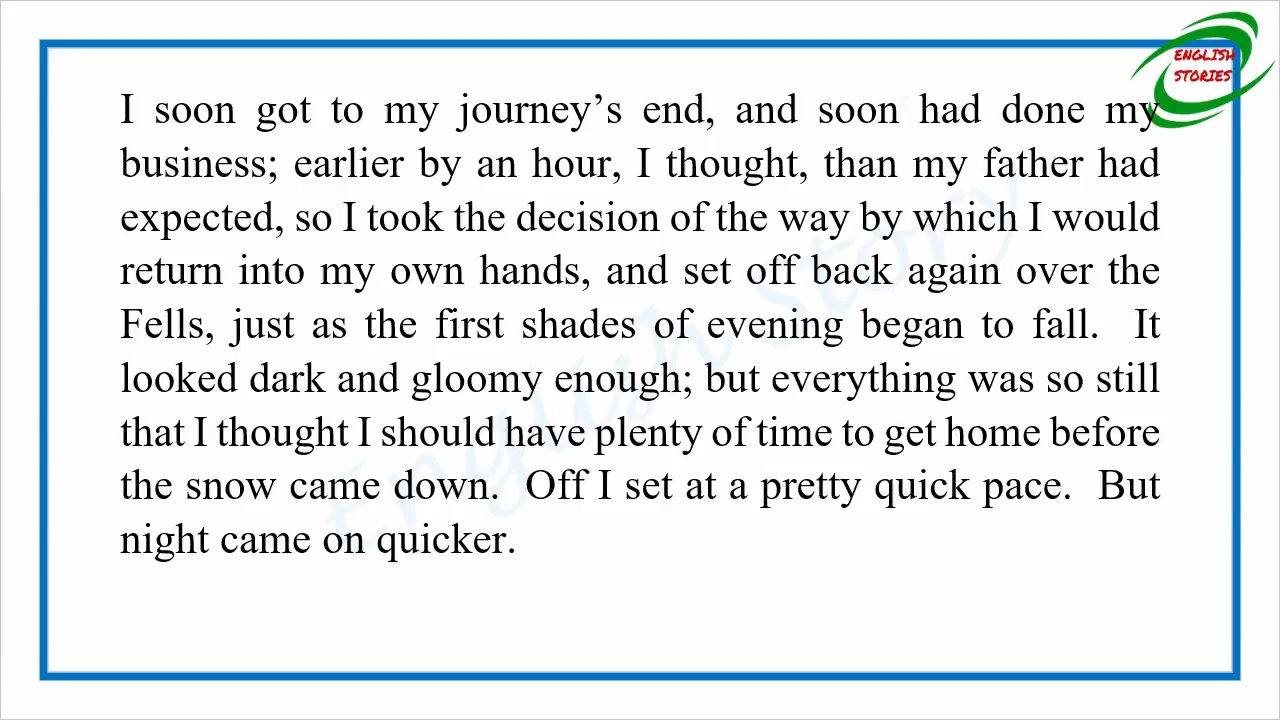 ENGLISH
STORIES
I soon got to my journey’s end, and soon had done my
business; earlier by an hour, I thought, than my father had
expected, so I took the decision of the way by which I would
return into my own hands, and set off back again over the
Fells, just as the first shades of evening began to fall.  It
looked dark and gloomy enough; but everything was so still
that I thought I should have plenty of time to get home before
the snow came down.  Off I set at a pretty quick pace.  But
night came on quicker.
English Story